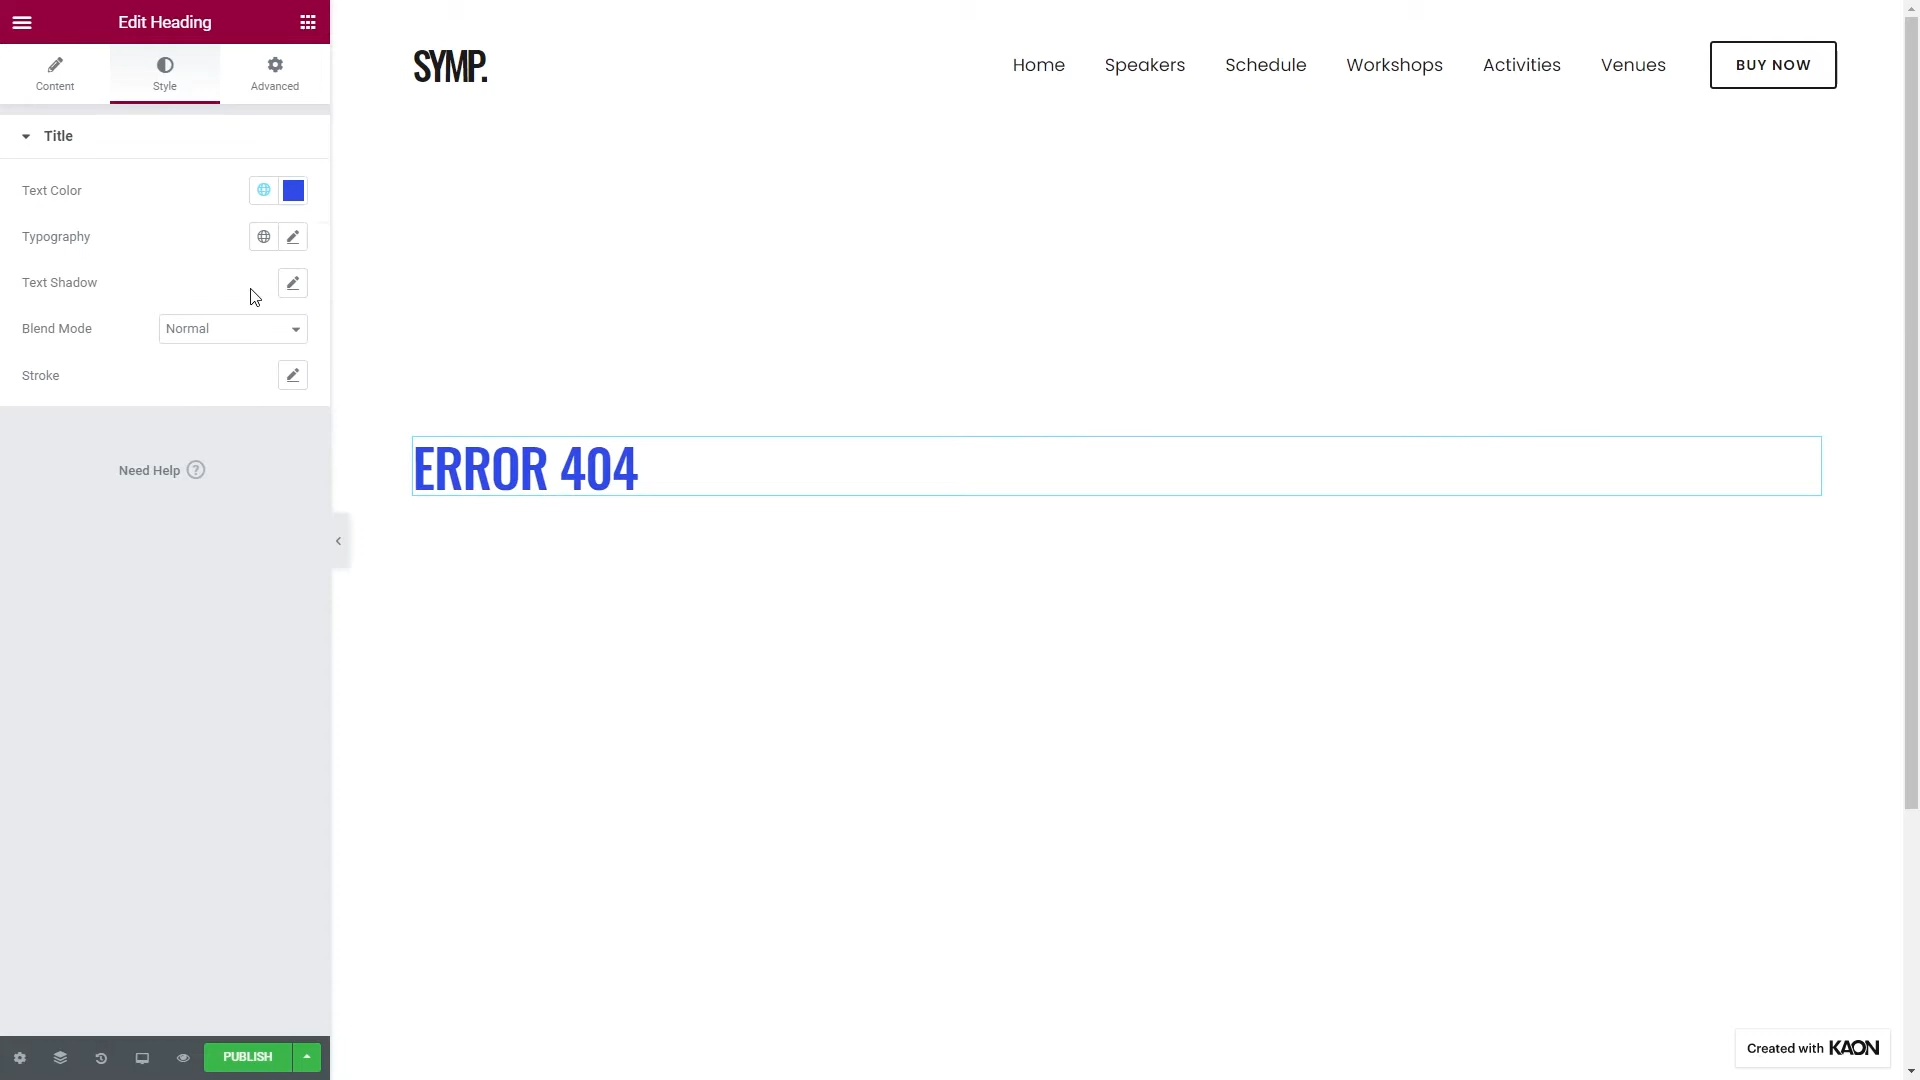 Edit Heading
Content
Style
Advanced
Title
Text Color
Typography
Text Shadow
Blend Mode
Normal
Stroke
Need Help ?
PUBLISH
SYMP.
Home
Speakers
Schedule
Workshops
Activities
Venues
BUY NOW
ERROR 404
Created with KAON